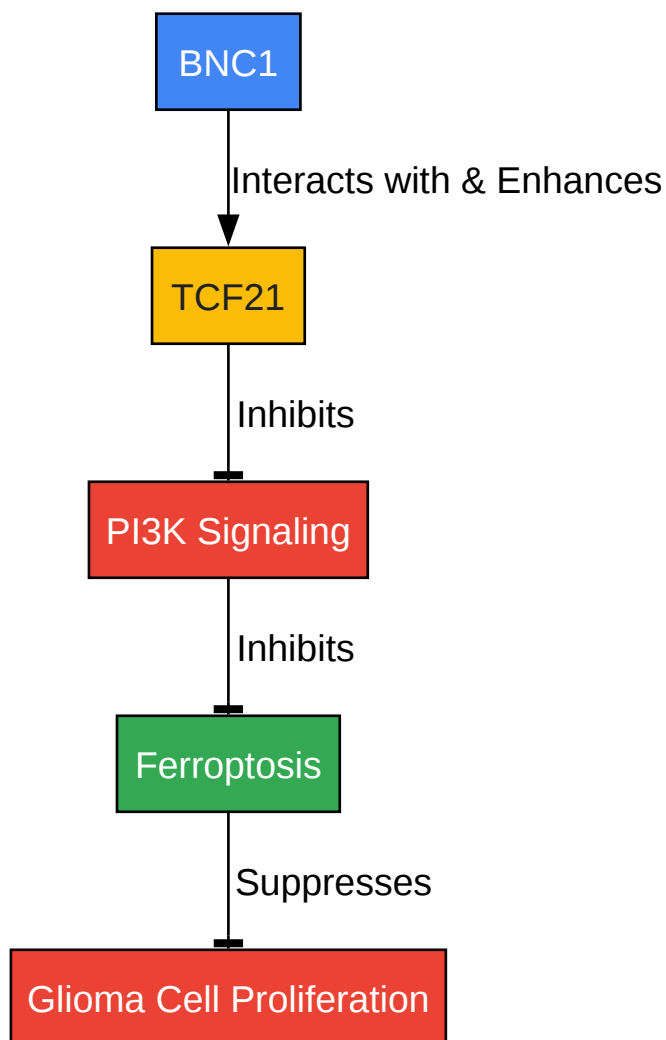 BNC1
Interacts with & Enhances
TCF21
Inhibits
PI3K Signaling
Inhibits
Ferroptosis
Suppresses
Glioma Cell Proliferation